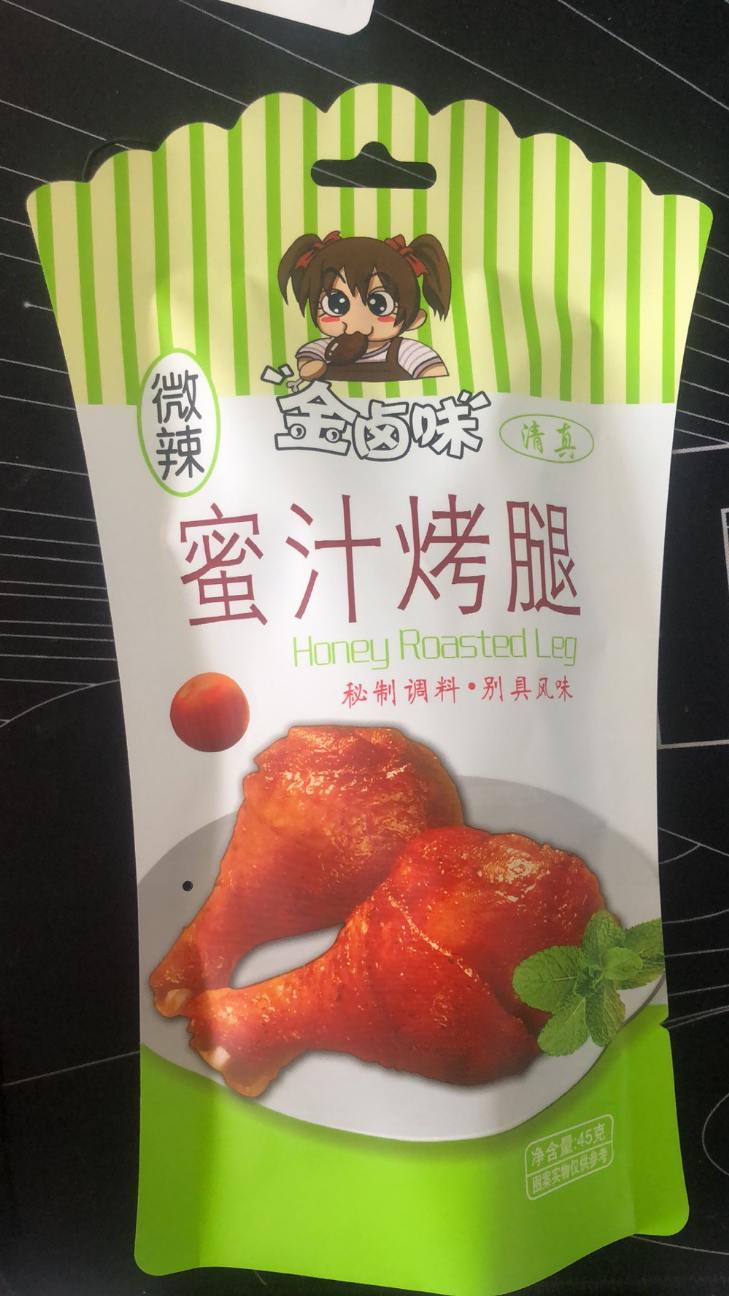 微辣
金卤味
清真
蜜汁烤腿
Honey Roasted Leg
秘制调料•别具风味
净含量:45克
图案实物仅供参考